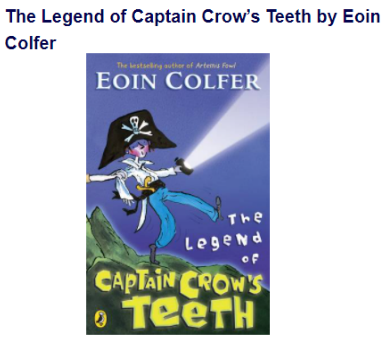 The Legend of Captain Crow’s Teeth by Eoin
Colfer
The bestselling author of Artemis Fowl
EOIN COLFER
The
Legend
OF
CAPTAIN CROW'S
TEETH